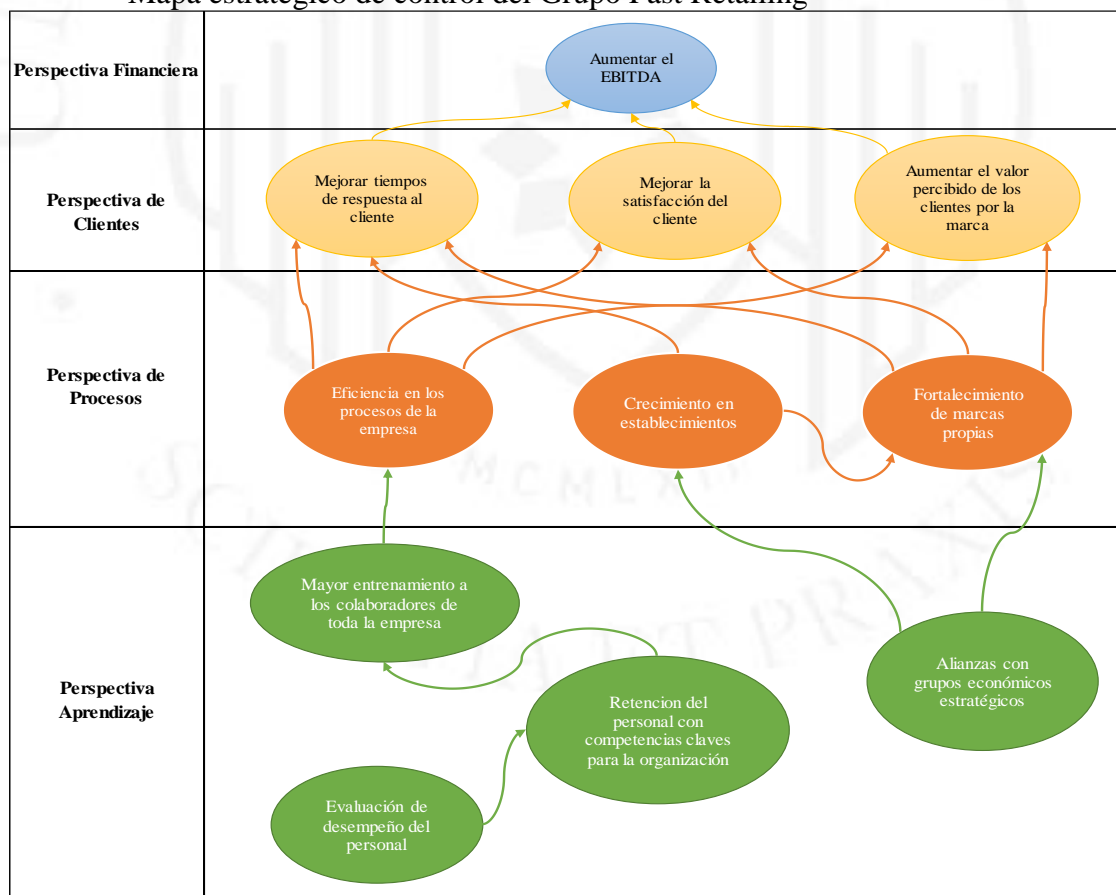 Mapa estratégico de control del Grupo Fast Retailing
Perspectiva Financiera
Aumentar el
EBITDA
Perspectiva de
Clientes
Mejorar tiempos
de respuesta al
cliente
Mejorar la
satisfacción del
cliente
Aumentar el valor
percibido de los
clientes por la
marca
Perspectiva de
Procesos
Eficiencia en los
procesos de la
empresa
Crecimiento en
establecimientos
Fortalecimiento
de marcas
propias
MCMLXII
Perspectiva
Aprendizaje
Mayor entrenamiento a
los colaboradores de
toda la empresa
Retencion del
personal con
competencias claves
para la organización
Alianzas con
grupos económicos
estratégicos
Evaluación de
desempeño del
personal
ET PRAXIS